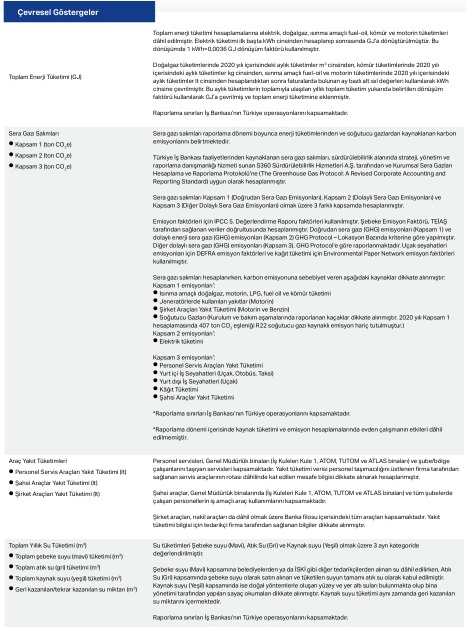 Çevresel Göstergeler
Toplam Enerji Tüketimi (GJ)
Toplam enerji tüketimi hesaplamalarına elektrik, doğalgaz, ısınma amaçlı fuel-oil, kömür ve motorin tüketimleri
dâhil edilmiştir. Elektrik tüketimi ilk başta kWh cinsinden hesaplanıp sonrasında GJ'a dönüştürülmüştür. Bu
dönüşümde 1 kWh=0,0036 GJ dönüşüm faktörü kullanılmıştır.
Doğalgaz tüketimlerinde 2020 yılı içerisindeki aylık tüketimler m³ cinsinden, kömür tüketimlerinde 2020 yılı
içerisindeki aylık tüketimler kg cinsinden, ısınma amaçlı fuel-oil ve motorin tüketimlerinde 2020 yılı içerisindeki
aylık tüketimler lt cinsinden hesaplandıktan sonra faturalarda bulunan ay bazlı alt ısıl değerleri kullanılarak kWh
cinsine çevrilmiştir. Bu aylık tüketimlerin toplamıyla ulaşılan yıllık toplam tüketim yukarıda belirtilen dönüşüm
faktörü kullanılarak GJ'a çevrilmiş ve toplam enerji tüketimine eklenmiştir.
Raporlama sınırları İş Bankası'nın Türkiye operasyonlarını kapsamaktadır.
Sera Gazı Salımları
● Kapsam 1 (ton CO₂e)
● Kapsam 2 (ton CO₂e)
● Kapsam 3 (ton CO₂e)
Sera gazı salımları raporlama dönemi boyunca enerji tüketimlerinden ve soğutucu gazlardan kaynaklanan karbon
emisyonlarını belirtmektedir.
Türkiye İş Bankası faaliyetlerinden kaynaklanan sera gazı salımları, sürdürülebilirlik alanında strateji, yönetim ve
raporlama danışmanlığı hizmeti sunan S360 Sürdürülebilirlik Hizmetleri A.Ş. tarafından ve Kurumsal Sera Gazları
Hesaplama ve Raporlama Protokolü'ne (The Greenhouse Gas Protocol: A Revised Corporate Accounting and
Reporting Standard) uygun olarak hesaplanmıştır.
Sera gazı salımları Kapsam 1 (Doğrudan Sera Gazı Emisyonları), Kapsam 2 (Dolaylı Sera Gazı Emisyonları) ve
Kapsam 3 (Diğer Dolaylı Sera Gazı Emisyonları) olmak üzere 3 farklı kapsamda hesaplanmıştır.
Emisyon faktörleri için IPCC 5. Değerlendirme Raporu faktörleri kullanılmıştır. Şebeke Emisyon Faktörü, TEİAŞ
tarafından sağlanan veriler doğrultusunda hesaplanmıştır. Doğrudan sera gazı (GHG) emisyonları (Kapsam 1) ve
dolaylı enerji sera gazı (GHG) emisyonları (Kapsam 2) GHG Protocol – Lokasyon Bazında kriterine göre yapılmıştır.
Diğer dolaylı sera gazı (GHG) emisyonları (Kapsam 3), GHG Protocol'e göre raporlanmaktadır. Uçak seyahatleri
emisyonları için DEFRA emisyon faktörleri ve kağıt tüketimi için Environmental Paper Network emisyon faktörleri
kullanılmıştır.
Sera gazı salımları hesaplanırken, karbon emisyonuna sebebiyet veren aşağıdaki kaynaklar dikkate alınmıştır:
Kapsam 1 emisyonları*:
● Isınma amaçlı doğalgaz, motorin, LPG, fuel oil ve kömür tüketimi
● Jeneratörlerde kullanılan yakıtlar (Motorin)
● Şirket Araçları Yakıt Tüketimi (Motorin ve Benzin)
● Soğutucu Gazları (Kurulum ve bakım aşamalarında raporlanan kaçaklar dikkate alınmıştır. 2020 yılı Kapsam 1
hesaplamasında 407 ton CO₂ eşleniği R22 soğutucu gazı kaynaklı emisyon hariç tutulmuştur.)
Kapsam 2 emisyonları*:
● Elektrik tüketimi
Kapsam 3 emisyonları*:
● Personel Servis Araçları Yakıt Tüketimi
● Yurt içi İş Seyahatleri (Uçak, Otobüs, Taksi)
● Yurt dışı İş Seyahatleri (Uçak)
● Kâğıt Tüketimi
● Şahsi Araçlar Yakıt Tüketimi
*Raporlama sınırları İş Bankası'nın Türkiye operasyonlarını kapsamaktadır.
*Raporlama dönemi içerisinde kaynak tüketimi ve emisyon hesaplamalarında evden çalışmanın etkileri dâhil
edilmemiştir.
Araç Yakıt Tüketimleri
● Personel Servis Araçları Yakıt Tüketimi (lt)
● Şahsi Araçlar Yakıt Tüketimi (lt)
● Şirket Araçları Yakıt Tüketimi (lt)
Personel servisleri, Genel Müdürlük binaları (İş Kuleleri Kule 1, ATOM, TUTOM ve ATLAS binaları) ve şube/bölge
çalışanlarını taşıyan servisleri kapsamaktadır. Yakıt tüketimi verisi personel taşımacılığını üstlenen firma tarafından
sağlanan servis araçlarının rotası dâhilinde kat edilen mesafe bilgisi dikkate alınarak hesaplanmıştır.
Şahsi araçlar, Genel Müdürlük binalarında (İş Kuleleri Kule 1, ATOM, TUTOM ve ATLAS binaları) ve tüm şubelerde
çalışan personellerin iş amaçlı araç kullanımlarını kapsamaktadır.
Şirket araçları, nakil araçları da dâhil olmak üzere Banka filosu içerisindeki tüm araçları kapsamaktadır. Yakıt
tüketimi bilgisi için tedarikçi firma tarafından sağlanan bilgiler dikkate alınmıştır.
Toplam Yıllık Su Tüketimi (m³)
● Toplam şebeke suyu (mavi) tüketimi (m³)
● Toplam atık su (gri) tüketimi (m³)
● Toplam kaynak suyu (yeşil) tüketimi (m³)
● Geri kazanılan/tekrar kazanılan su miktarı (m³)
Su tüketimleri Şebeke Suyu (Mavi), Atık Su (Gri) ve Kaynak suyu (Yeşil) olmak üzere 3 ayrı kategoride
değerlendirilmiştir.
Şebeke suyu (Mavi) kapsamına belediyelerden ya da İSKİ gibi diğer tedarikçilerden alınan su dâhil edilirken, Atık
Su (Gri) kapsamında şebeke suyu olarak satın alınan ve tüketilen suyun tamamı atık su olarak kabul edilmiştir.
Kaynak suyu (Yeşil) kapsamında ise doğal yöntemlerle oluşan yüzey ve yer altı suları bulunmakta olup bina
yönetimi tarafından yapılan sayaç okumaları dikkate alınmıştır. Kaynak suyu tüketimi aynı zamanda geri kazanılan
su miktarını içermektedir.
Raporlama sınırları İş Bankası'nın Türkiye operasyonlarını kapsamaktadır.